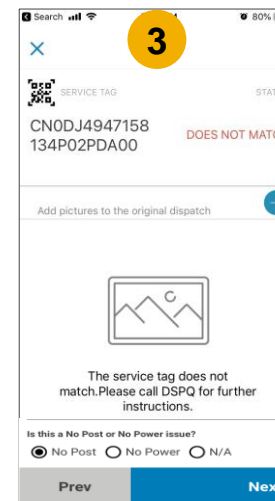 Search 80%
3
SERVICE TAG
CN0DJ4947158 DOES NOT MATC
134P02PDA00
Add pictures to the original dispatch
The service tag does not
match.Please call DSPQ for further
instructions.
Is this a No Post or No Power issue?
No Post No Power N/A
Prev Nex